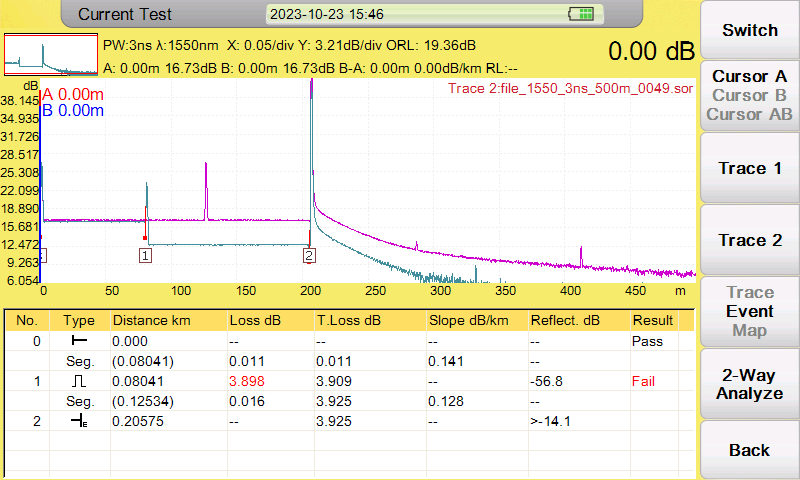 Current Test
2023-10-23 15:46
PW:3ns λ:1550nm X: 0.05/div Y: 3.21dB/div ORL: 19.36dB
A: 0.00m 16.73dB B: 0.00m 16.73dB B-A: 0.00m 0.00dB/km RL:--
0.00 dB
dB
A 0.00m
B 0.00m
Trace 2:file_1550_3ns_500m_0049.sor
38.145
34.935
31.726
28.517
25.308
22.099
18.890
15.681
12.472
9.263
6.054
1
2
0 50 100 150 200 250 300 350 400 450 m
No. Type Distance km Loss dB T.Loss dB Slope dB/km Reflect. dB Result
0 0.000 -- -- -- -- Pass
Seg. (0.08041) 0.011 0.011 0.141 --
1 0.08041 3.898 3.909 -- -56.8 Fail
Seg. (0.12534) 0.016 3.925 0.128 --
2 E 0.20575 -- 3.925 -- >-14.1
Switch
Cursor A
Cursor B
Cursor AB
Trace 1
Trace 2
Trace
Event
Map
2-Way
Analyze
Back